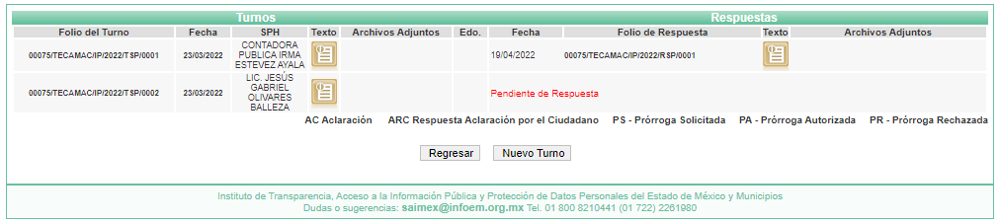 Turnos Respuestas
Folio del Turno Fecha SPH Texto Archivos Adjuntos Edo. Fecha Folio de Respuesta Texto Archivos Adjuntos
00075/TECAMAC/IP/2022/TSP/0001 23/03/2022 CONTADORA PUBLICA IRMA ESTEVEZ AYALA 19/04/2022 00075/TECAMAC/IP/2022/RSP/0001
00075/TECAMAC/IP/2022/TSP/0002 23/03/2022 LIC. JESÚS GABRIEL OLIVARES BALLEZA Pendiente de Respuesta
AC Aclaración ARC Respuesta Aclaración por el Ciudadano PS - Prórroga Solicitada PA - Prórroga Autorizada PR - Prórroga Rechazada
Regresar Nuevo Turno
Instituto de Transparencia, Acceso a la Información Pública y Protección de Datos Personales del Estado de México y Municipios
Dudas o sugerencias: saimex@infoem.org.mx Tel. 01 800 8210441 (01 722) 2261980